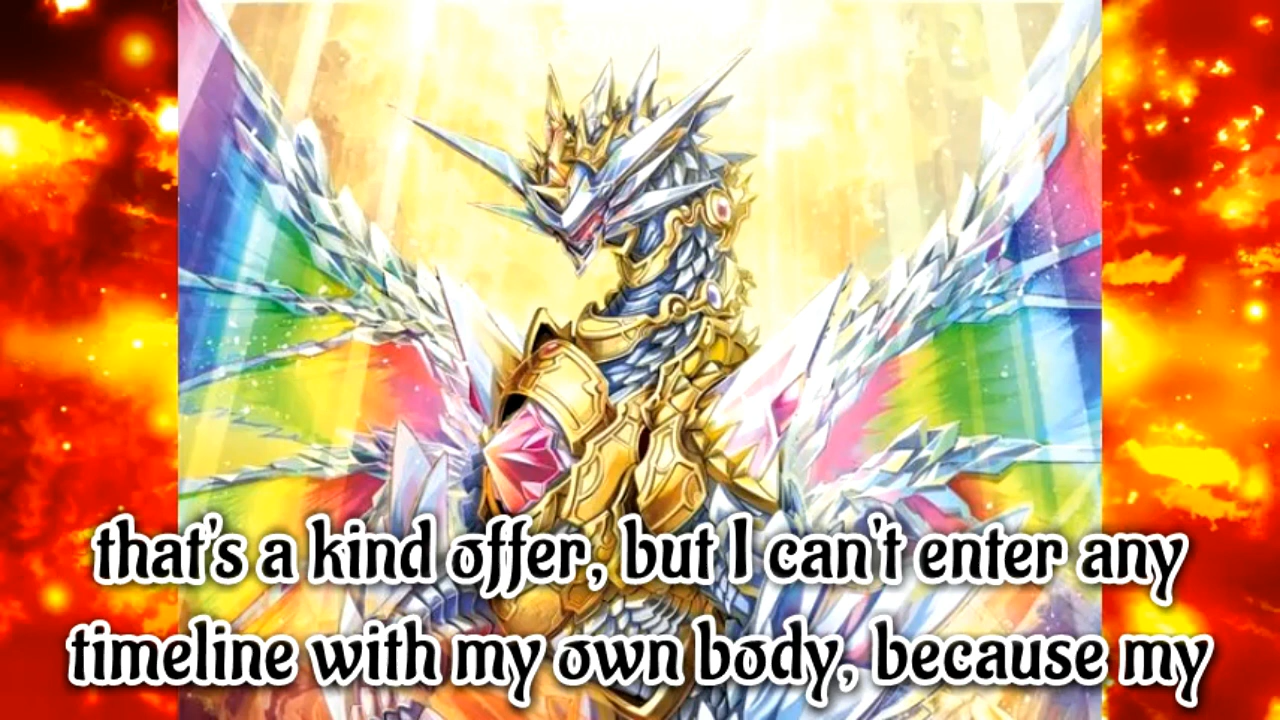 that's a kind offer, but I can't enter any
timeline with my own body, because my